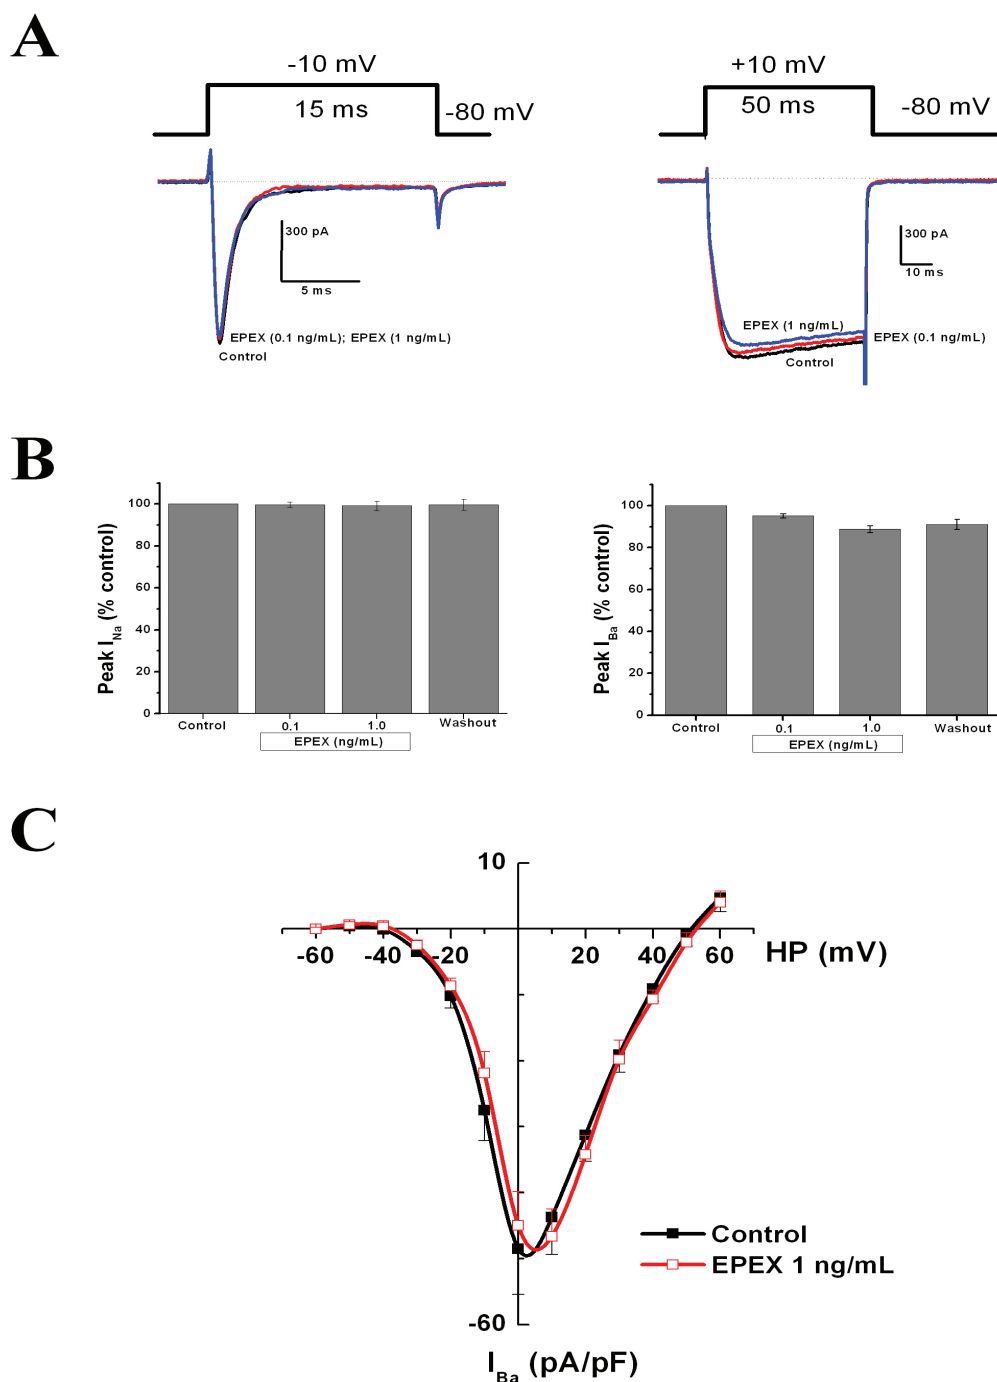 A
-10 mV
15 ms
-80 mV
300 pA
5 ms
EPEX (0.1 ng/mL); EPEX (1 ng/mL)
Control
+10 mV
50 ms
-80 mV
300 pA
10 ms
EPEX (1 ng/mL)
EPEX (0.1 ng/mL)
Control
B
Peak I_Na (% control)
100
80
60
40
20
0
Control
0.1
1.0
Washout
EPEX (ng/mL)
Peak I_Ba (% control)
100
80
60
40
20
0
Control
0.1
1.0
Washout
EPEX (ng/mL)
C
10
-60 -40 -20 20 40 60 HP (mV)
Control
EPEX 1 ng/mL
-60
I_Ba (pA/pF)